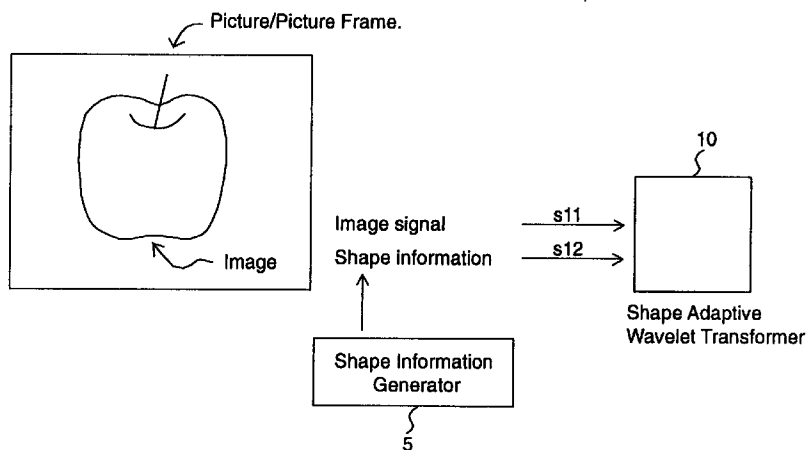 Picture/Picture Frame.
10
Image signal
s11
Shape information
s12
Image
Shape Adaptive
Wavelet Transformer
Shape Information
Generator
5